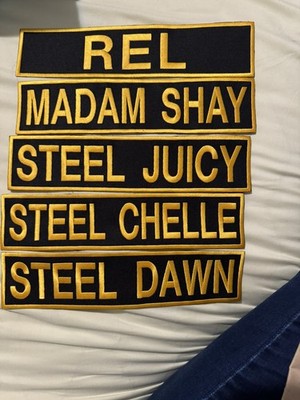 REL
MADAM SHAY
STEEL JUICY
STEEL CHELLE
STEEL DAWN